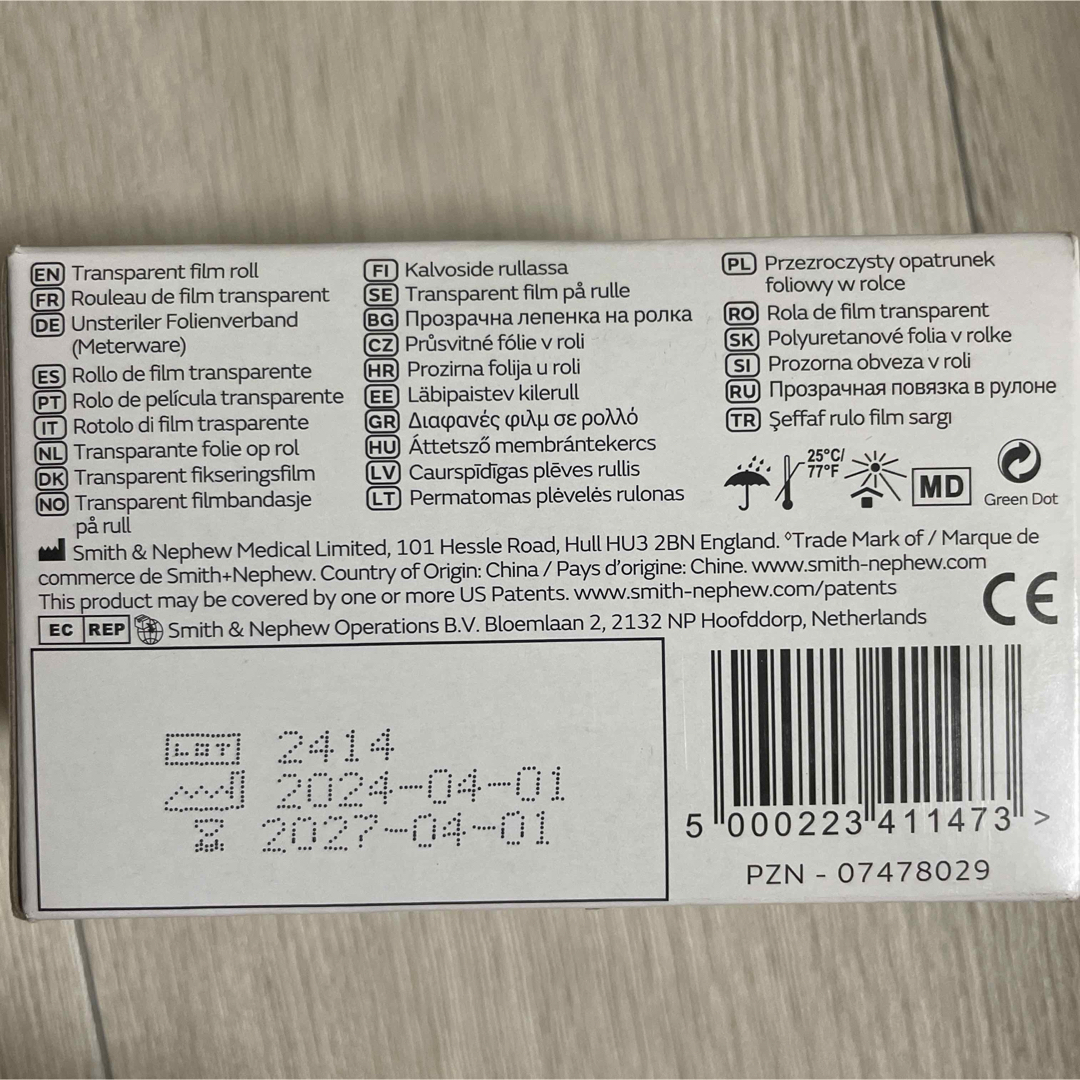 EN Transparent film roll
FR Rouleau de film transparent
DE Unsteriler Folienverband
(Meterware)
ES Rollo de film transparente
PT Rolo de película transparente
IT Rotolo di film trasparente
NL Transparante folie op rol
DK Transparent fikseringsfilm
NO Transparent filmbandasje
på rull
FI Kalvoside rullassa
SE Transparent film på rulle
BG Прозрачна лепенка на ролка
CZ Průsvitné fólie v roli
HR Prozirna folija u roli
EE Läbipaistev kilerull
GR Διαφανές φιλμ σε ρολλό
HU Áttetsző membrántekercs
LV Caurspīdīgas plēves rullis
LT Permatomas plėvelės rulonas
PL Przezroczysty opatrunek
foliowy w rolce
RO Rola de film transparent
SK Polyuretanové folia v rolke
SI Prozorna obveza v roli
RU Прозрачная повязка в рулоне
TR Şeffaf rulo film sargı
25°C/
77°F
MD
Green Dot
Smith & Nephew Medical Limited, 101 Hessle Road, Hull HU3 2BN England. ◊Trade Mark of / Marque de
commerce de Smith+Nephew. Country of Origin: China / Pays d'origine: Chine. www.smith-nephew.com
This product may be covered by one or more US Patents. www.smith-nephew.com/patents
CE
EC REP Smith & Nephew Operations B.V. Bloemlaan 2, 2132 NP Hoofddorp, Netherlands
LOT 2414
2024-04-01
2027-04-01
5 000223 411473 >
PZN - 07478029